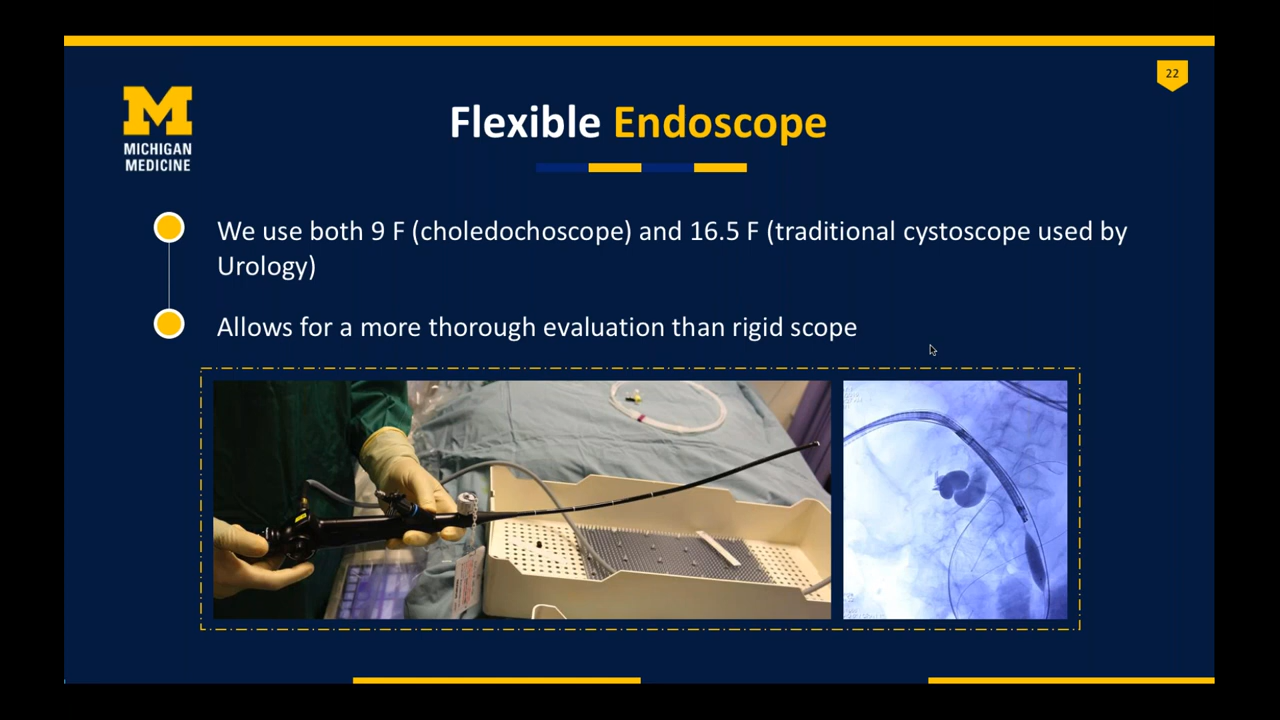 22
MICHIGAN
MEDICINE
Flexible Endoscope
We use both 9 F (choledochoscope) and 16.5 F (traditional cystoscope used by
Urology)
Allows for a more thorough evaluation than rigid scope